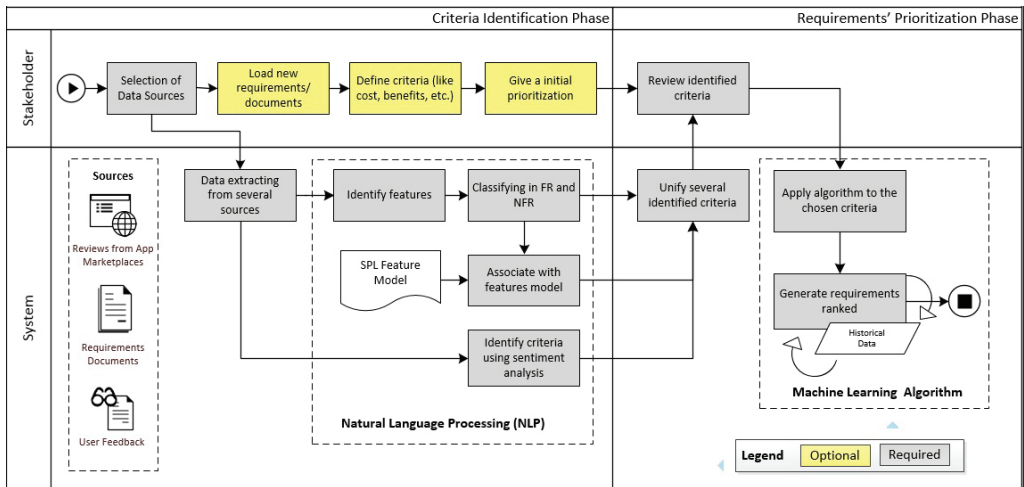 Criteria Identification Phase
Requirements' Prioritization Phase
Stakeholder
Selection of
Data Sources
Load new
requirements/
documents
Define criteria (like
cost, benefits, etc.)
Give a initial
prioritization
Review identified
criteria
System
Sources
Reviews from App
Marketplaces
Requirements
Documents
User Feedback
Data extracting
from several
sources
Identify features
Classifying in FR and
NFR
SPL Feature
Model
Associate with
features model
Identify criteria
using sentiment
analysis
Natural Language Processing (NLP)
Unify several
identified criteria
Apply algorithm to the
chosen criteria
Generate requirements
ranked
Historical
Data
Machine Learning Algorithm
Legend
Optional
Required